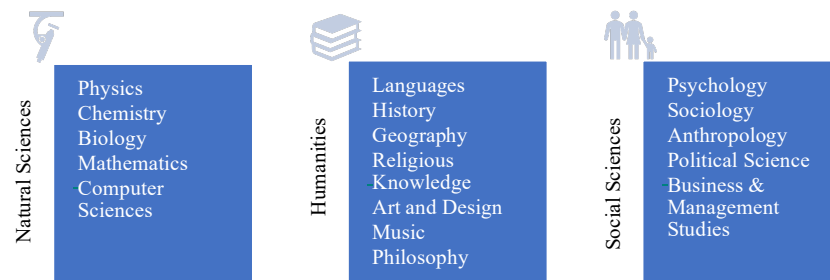 Natural Sciences
Physics
Chemistry
Biology
Mathematics
Computer
Sciences
Humanities
Languages
History
Geography
Religious
Knowledge
Art and Design
Music
Philosophy
Social Sciences
Psychology
Sociology
Anthropology
Political Science
Business &
Management
Studies